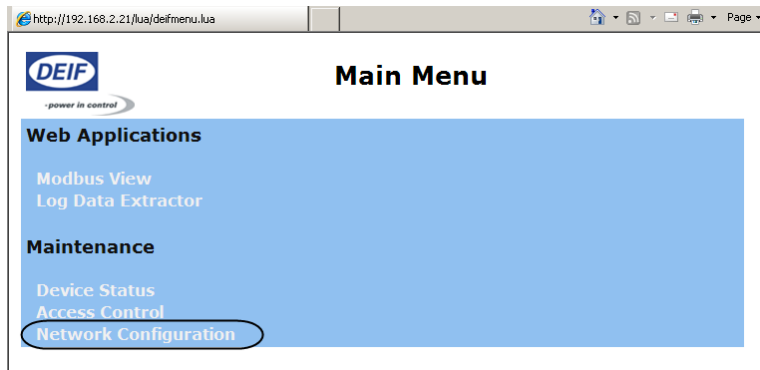 http://192.168.2.21/lua/deifmenu.lua
Page
DEIF
-power in control
Main Menu
Web Applications
Modbus View
Log Data Extractor
Maintenance
Device Status
Access Control
Network Configuration